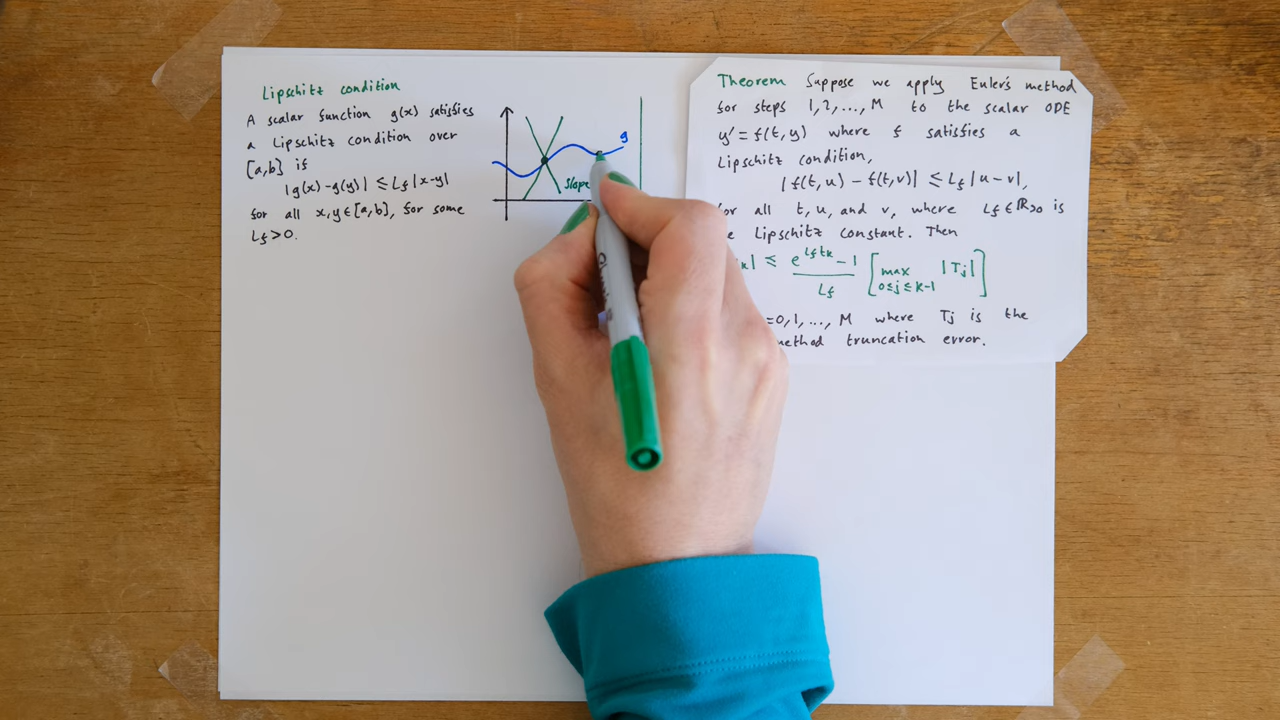 Lipschitz condition
A scalar function g(x) satisfies
a Lipschitz condition over
[a,b] if
|g(x)-g(y)| ≤ Lf |x-y|
for all x,y∈[a,b], for some
Lf>0.
g
slope
Theorem Suppose we apply Euler's method
for steps 1,2,..., M to the scalar ODE
y' = f(t,y) where f satisfies a
Lipschitz condition,
|f(t,u) - f(t,v)| ≤ Lf |u-v|,
for all t, u, and v, where Lf ∈ ℝ>0 is
Lipschitz constant. Then
| ≤ e^(Lf tk) - 1 / Lf [max 0≤j≤k-1 |Tj|]
=0,1,..., M where Tj is the
method truncation error.